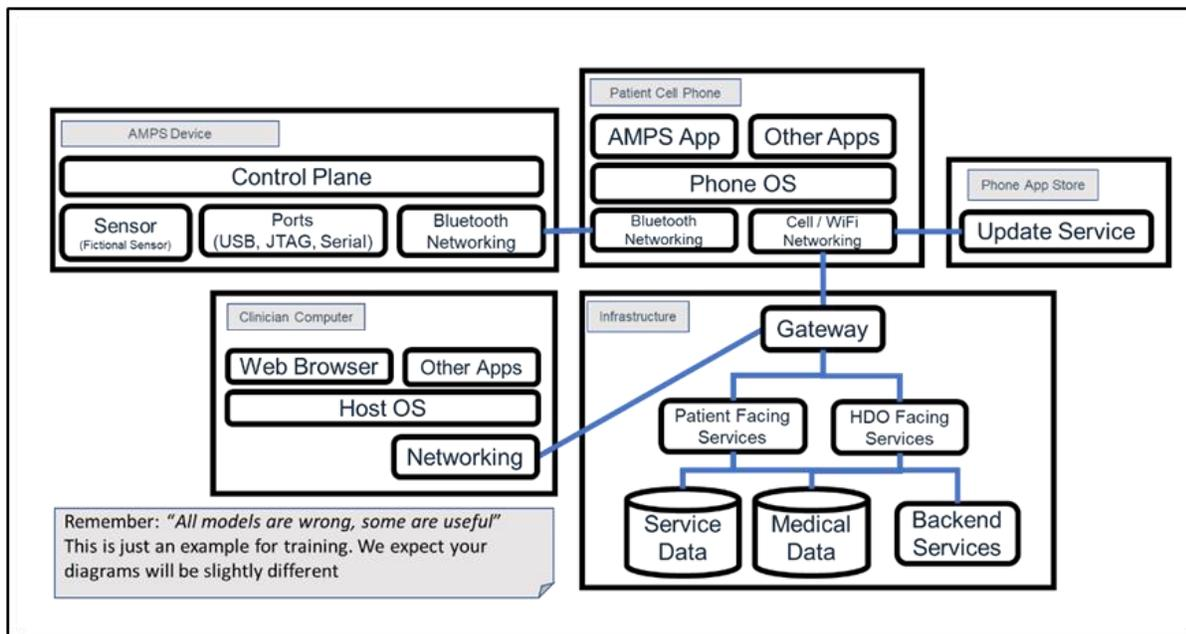 AMPS Device
Control Plane
Sensor
(Fictional Sensor)
Ports
(USB, JTAG, Serial)
Bluetooth
Networking
Patient Cell Phone
AMPS App
Other Apps
Phone OS
Bluetooth
Networking
Cell / WiFi
Networking
Phone App Store
Update Service
Clinician Computer
Web Browser
Other Apps
Host OS
Networking
Infrastructure
Gateway
Patient Facing
Services
HDO Facing
Services
Service
Data
Medical
Data
Backend
Services
Remember: “All models are wrong, some are useful”
This is just an example for training. We expect your
diagrams will be slightly different